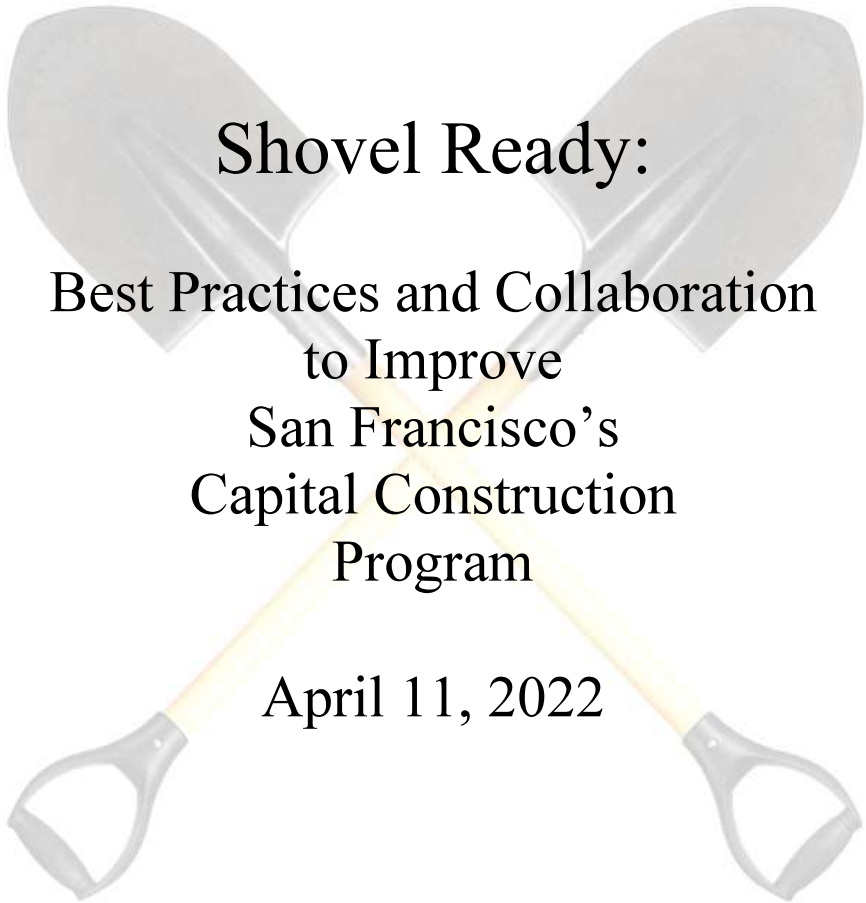 Shovel Ready:
Best Practices and Collaboration
to Improve
San Francisco’s
Capital Construction
Program
April 11, 2022